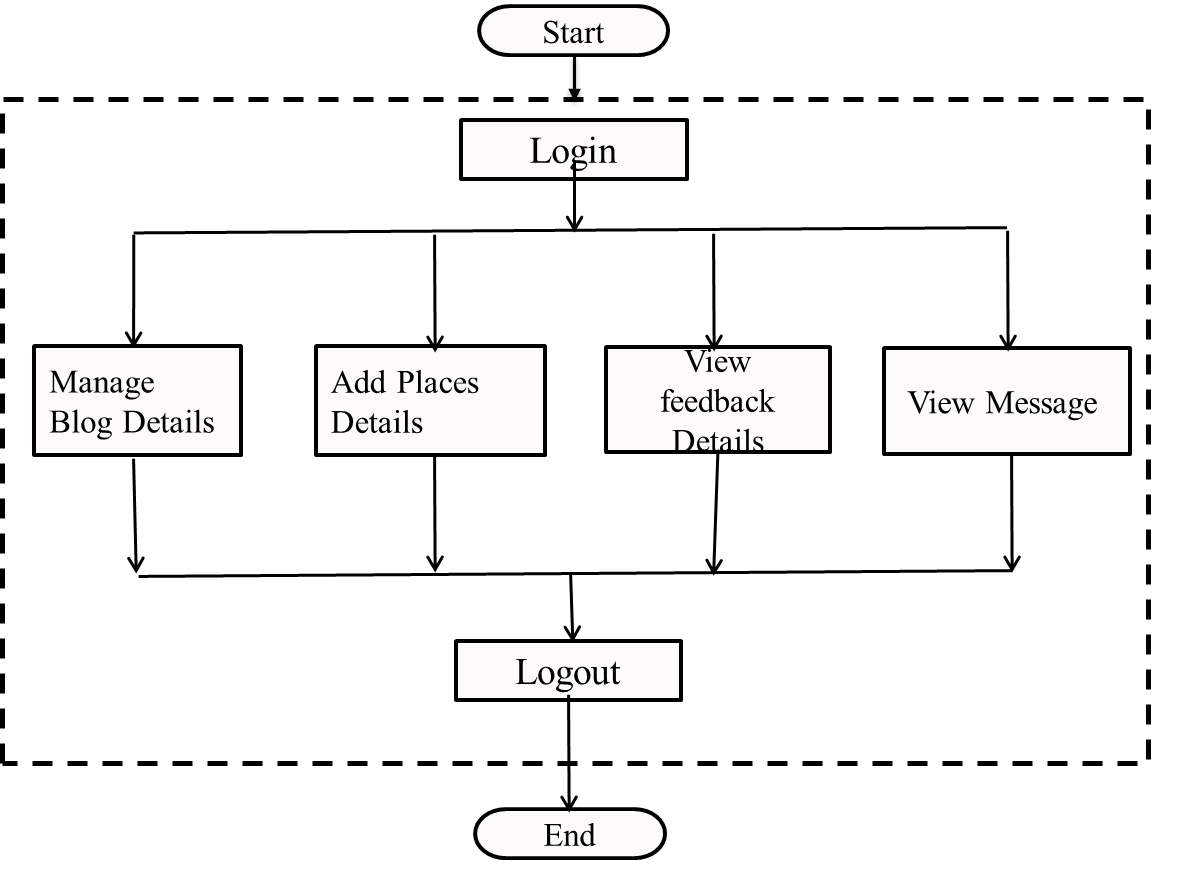 Start
Login
Manage
Blog Details
Add Places
Details
View
feedback
Details
View Message
Logout
End